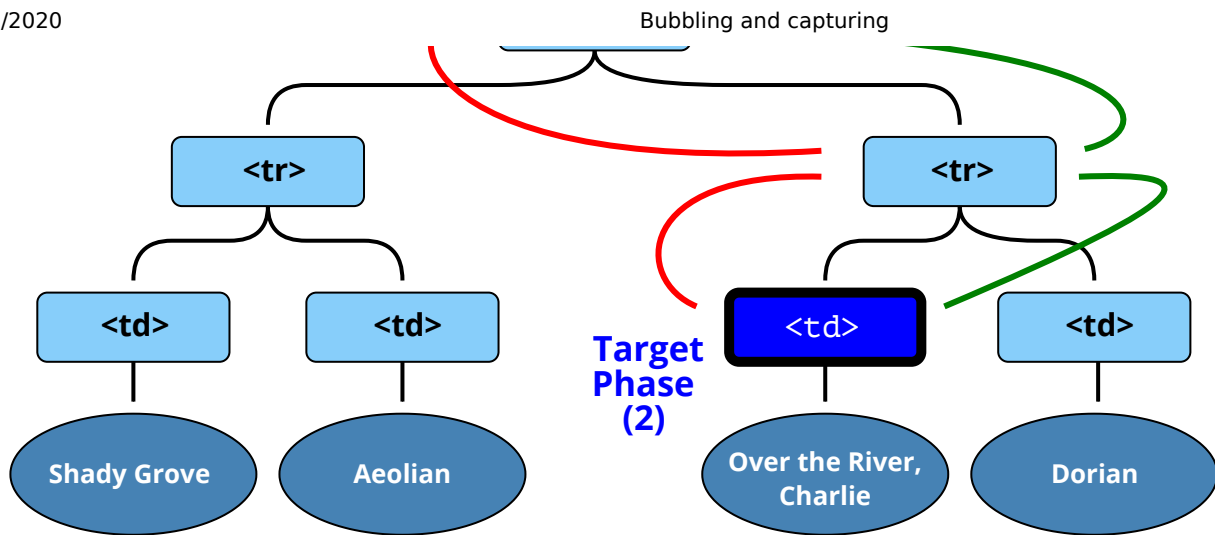 /2020 Bubbling and capturing
<tr> <tr>
<td> <td> <td> <td>
Target
Phase
(2)
Shady Grove Aeolian Over the River,
Charlie Dorian